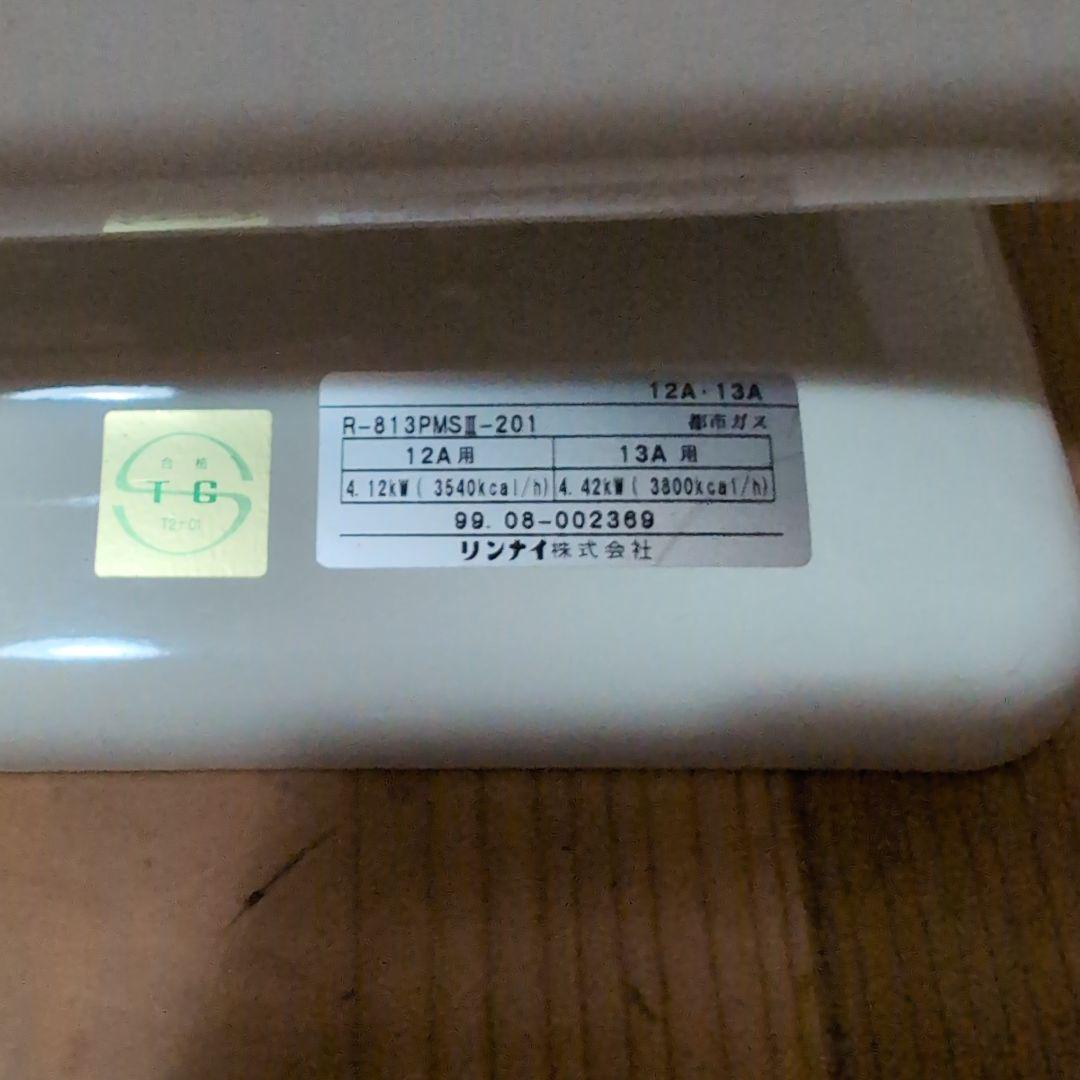 12A・13A
R-813PMSⅢ-201 都市ガス
12A用 13A用
4.12kW( 3540kcal/h) 4.42kW( 3800kcal/h)
99.08-002369
リンナイ株式会社
合格
TG
T2-01